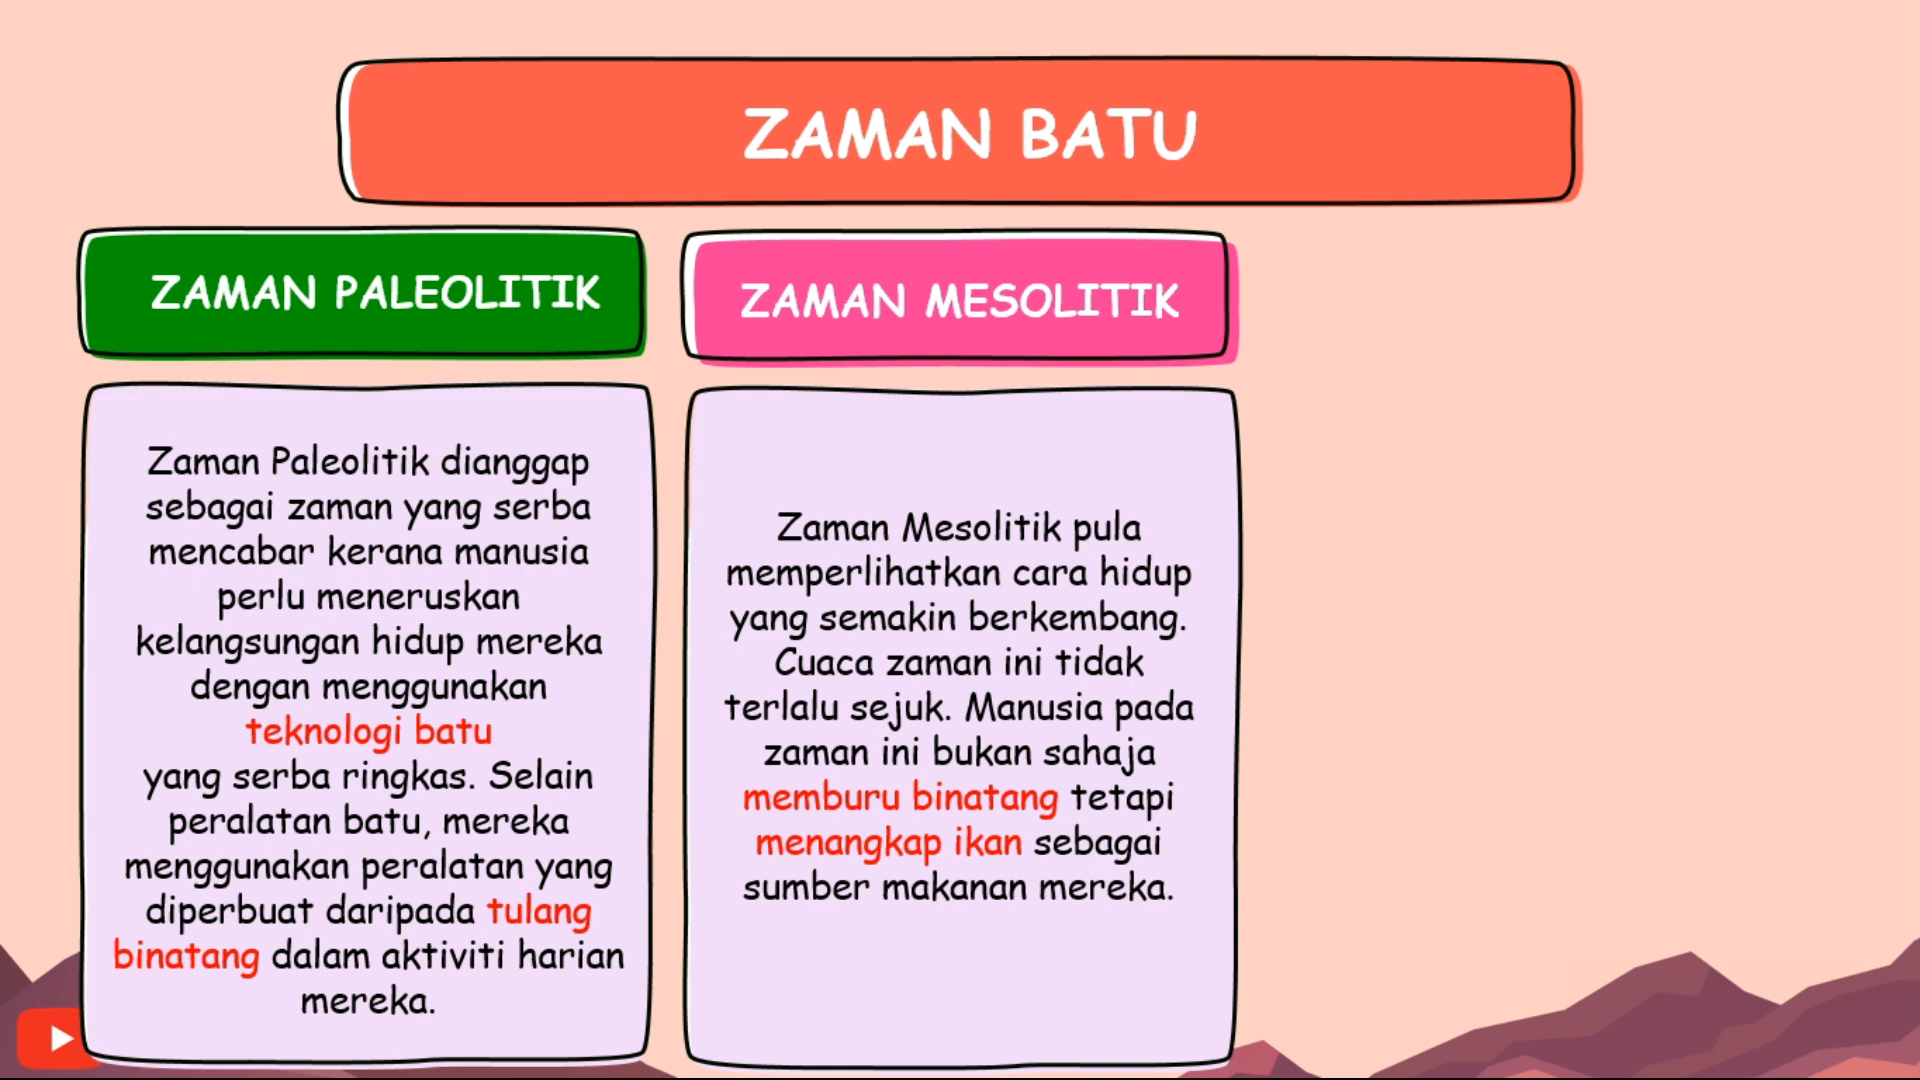 ZAMAN BATU
ZAMAN PALEOLITIK
Zaman Paleolitik dianggap
sebagai zaman yang serba
mencabar kerana manusia
perlu meneruskan
kelangsungan hidup mereka
dengan menggunakan
teknologi batu
yang serba ringkas. Selain
peralatan batu, mereka
menggunakan peralatan yang
diperbuat daripada tulang
binatang dalam aktiviti harian
mereka.
ZAMAN MESOLITIK
Zaman Mesolitik pula
memperlihatkan cara hidup
yang semakin berkembang.
Cuaca zaman ini tidak
terlalu sejuk. Manusia pada
zaman ini bukan sahaja
memburu binatang tetapi
menangkap ikan sebagai
sumber makanan mereka.